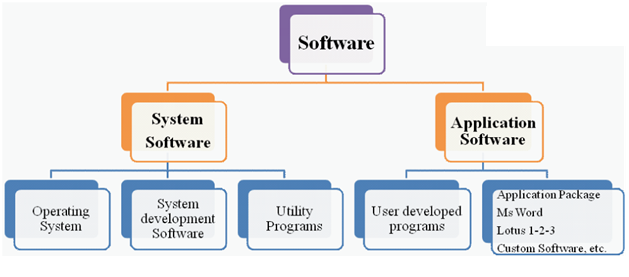 Software
System
Software
Application
Software
Operating
System
System
development
Software
Utility
Programs
User developed
programs
Application Package
Ms Word
Lotus 1-2-3
Custom Software, etc.